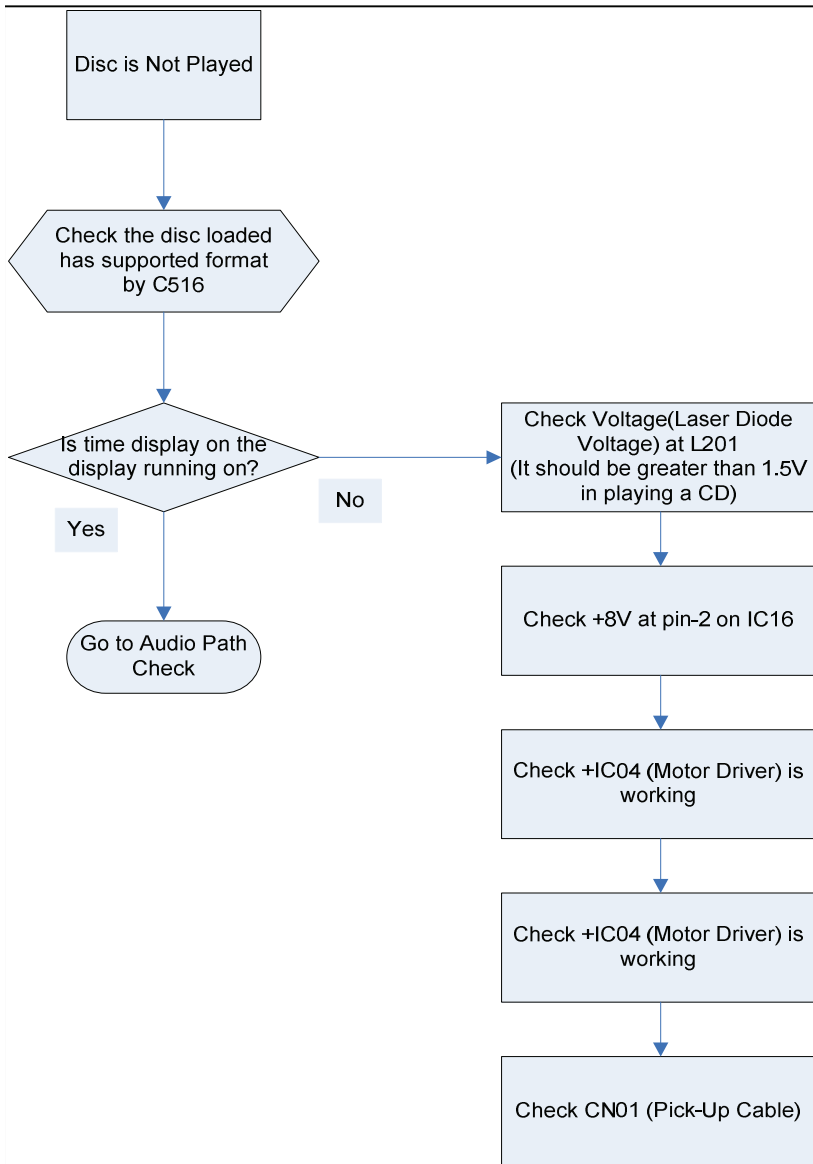 Disc is Not Played
Check the disc loaded
has supported format
by C516
Is time display on the
display running on?
Yes
No
Go to Audio Path
Check
Check Voltage(Laser Diode
Voltage) at L201
(It should be greater than 1.5V
in playing a CD)
Check +8V at pin-2 on IC16
Check +IC04 (Motor Driver) is
working
Check +IC04 (Motor Driver) is
working
Check CN01 (Pick-Up Cable)